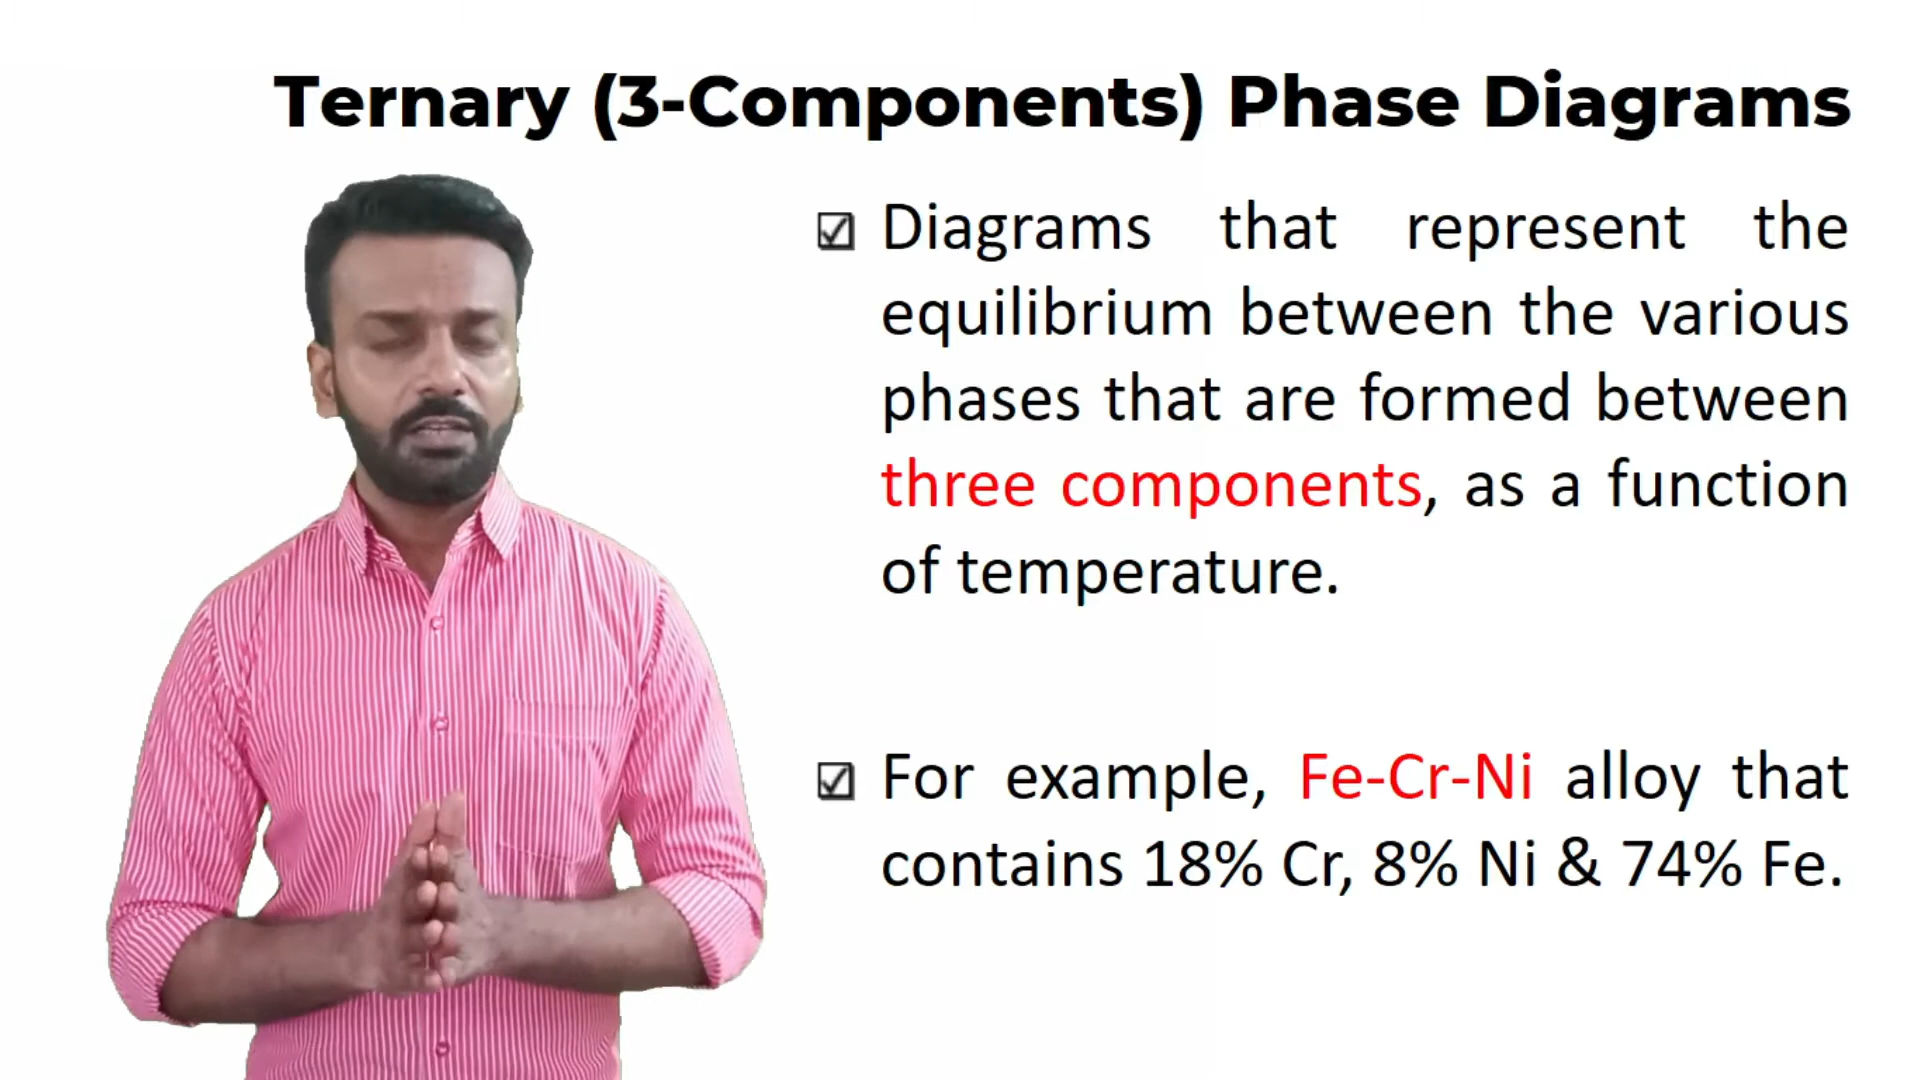 Ternary (3-Components) Phase Diagrams
Diagrams that represent the
equilibrium between the various
phases that are formed between
three components, as a function
of temperature.
For example, Fe-Cr-Ni alloy that
contains 18% Cr, 8% Ni & 74% Fe.